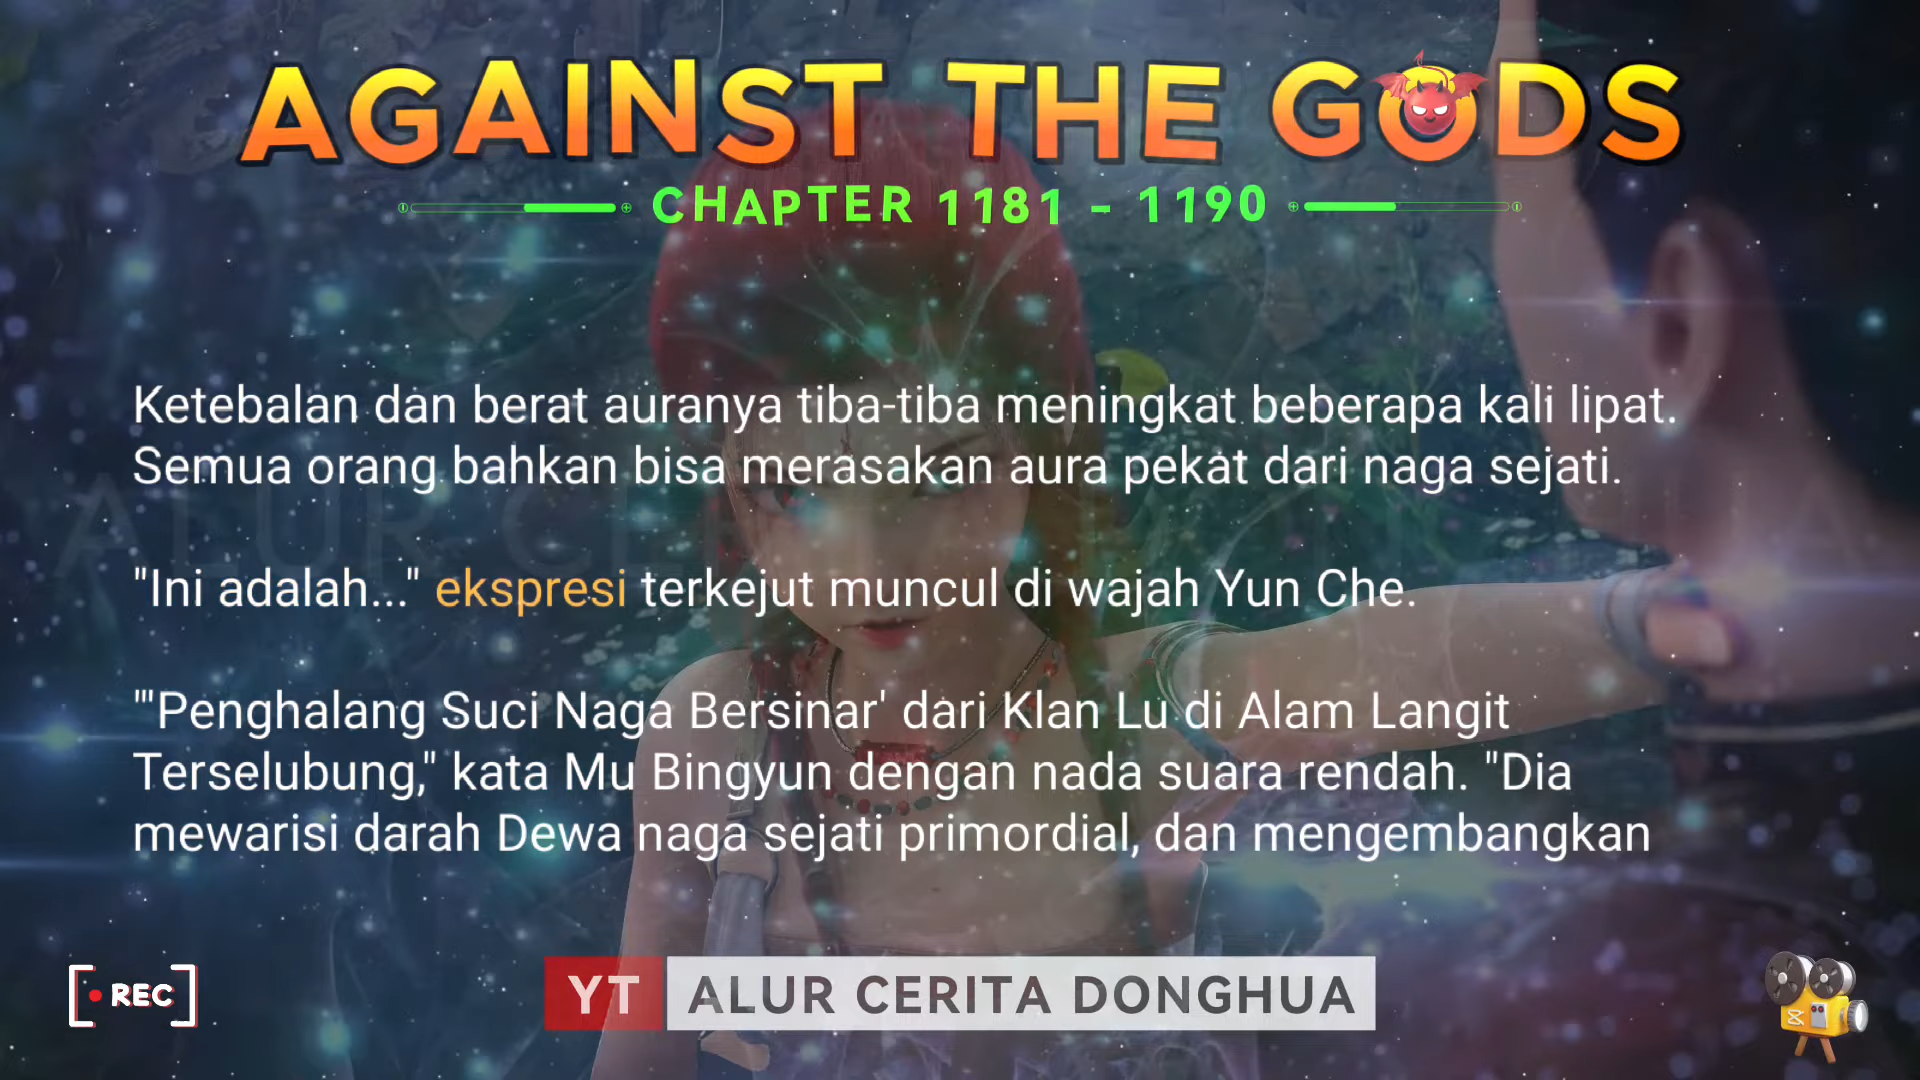 AGAINST THE GODS
CHAPTER 1181 - 1190
Ketebalan dan berat auranya tiba-tiba meningkat beberapa kali lipat.
Semua orang bahkan bisa merasakan aura pekat dari naga sejati.
"Ini adalah..." ekspresi terkejut muncul di wajah Yun Che.
"'Penghalang Suci Naga Bersinar' dari Klan Lu di Alam Langit
Terselubung," kata Mu Bingyun dengan nada suara rendah. "Dia
mewarisi darah Dewa naga sejati primordial, dan mengembangkan
REC
YT ALUR CERITA DONGHUA